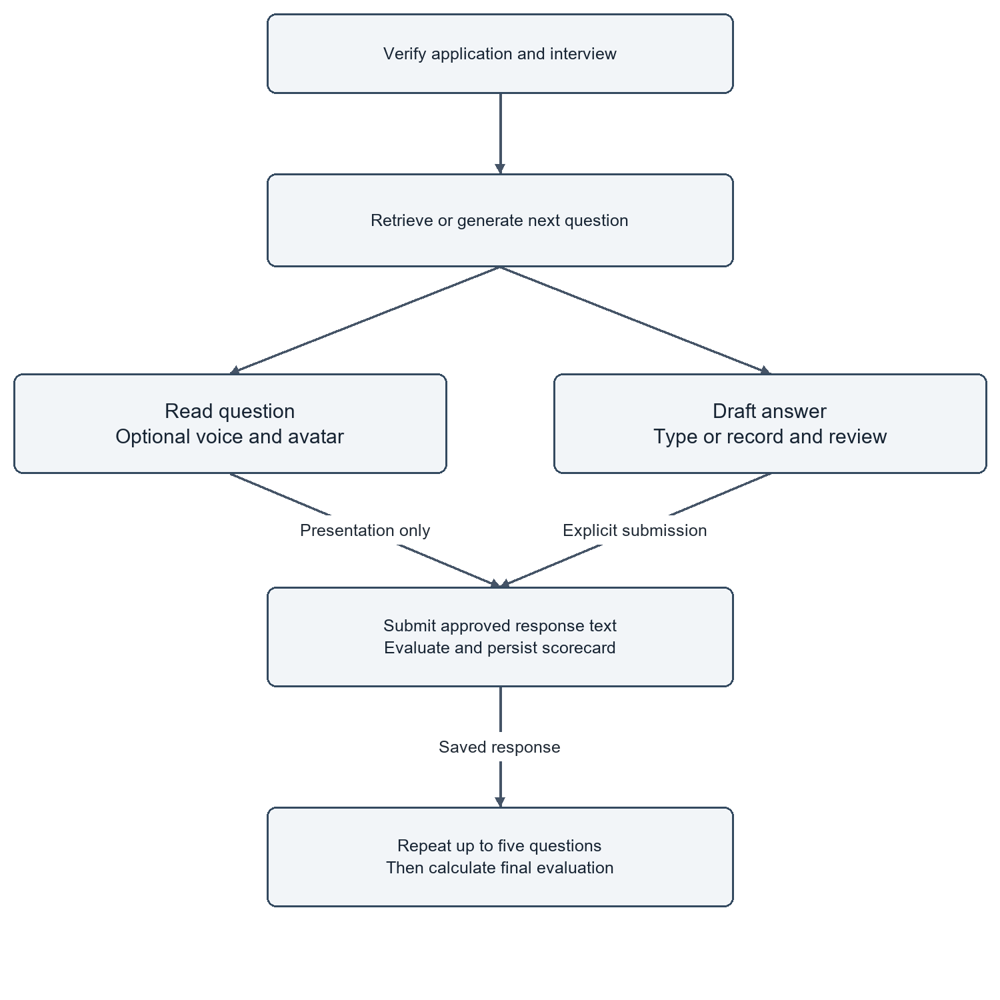 Verify application and interview
Retrieve or generate next question
Read question
Optional voice and avatar
Draft answer
Type or record and review
Presentation only
Explicit submission
Submit approved response text
Evaluate and persist scorecard
Saved response
Repeat up to five questions
Then calculate final evaluation